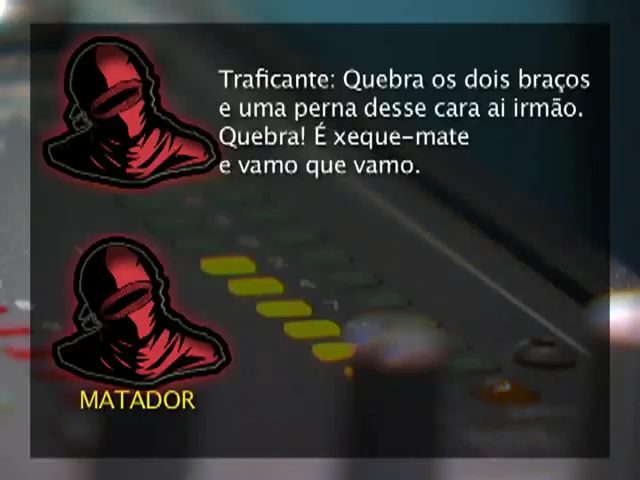 Traficante: Quebra os dois braços
e uma perna desse cara ai irmão.
Quebra! É xeque-mate
e vamo que vamo.
MATADOR